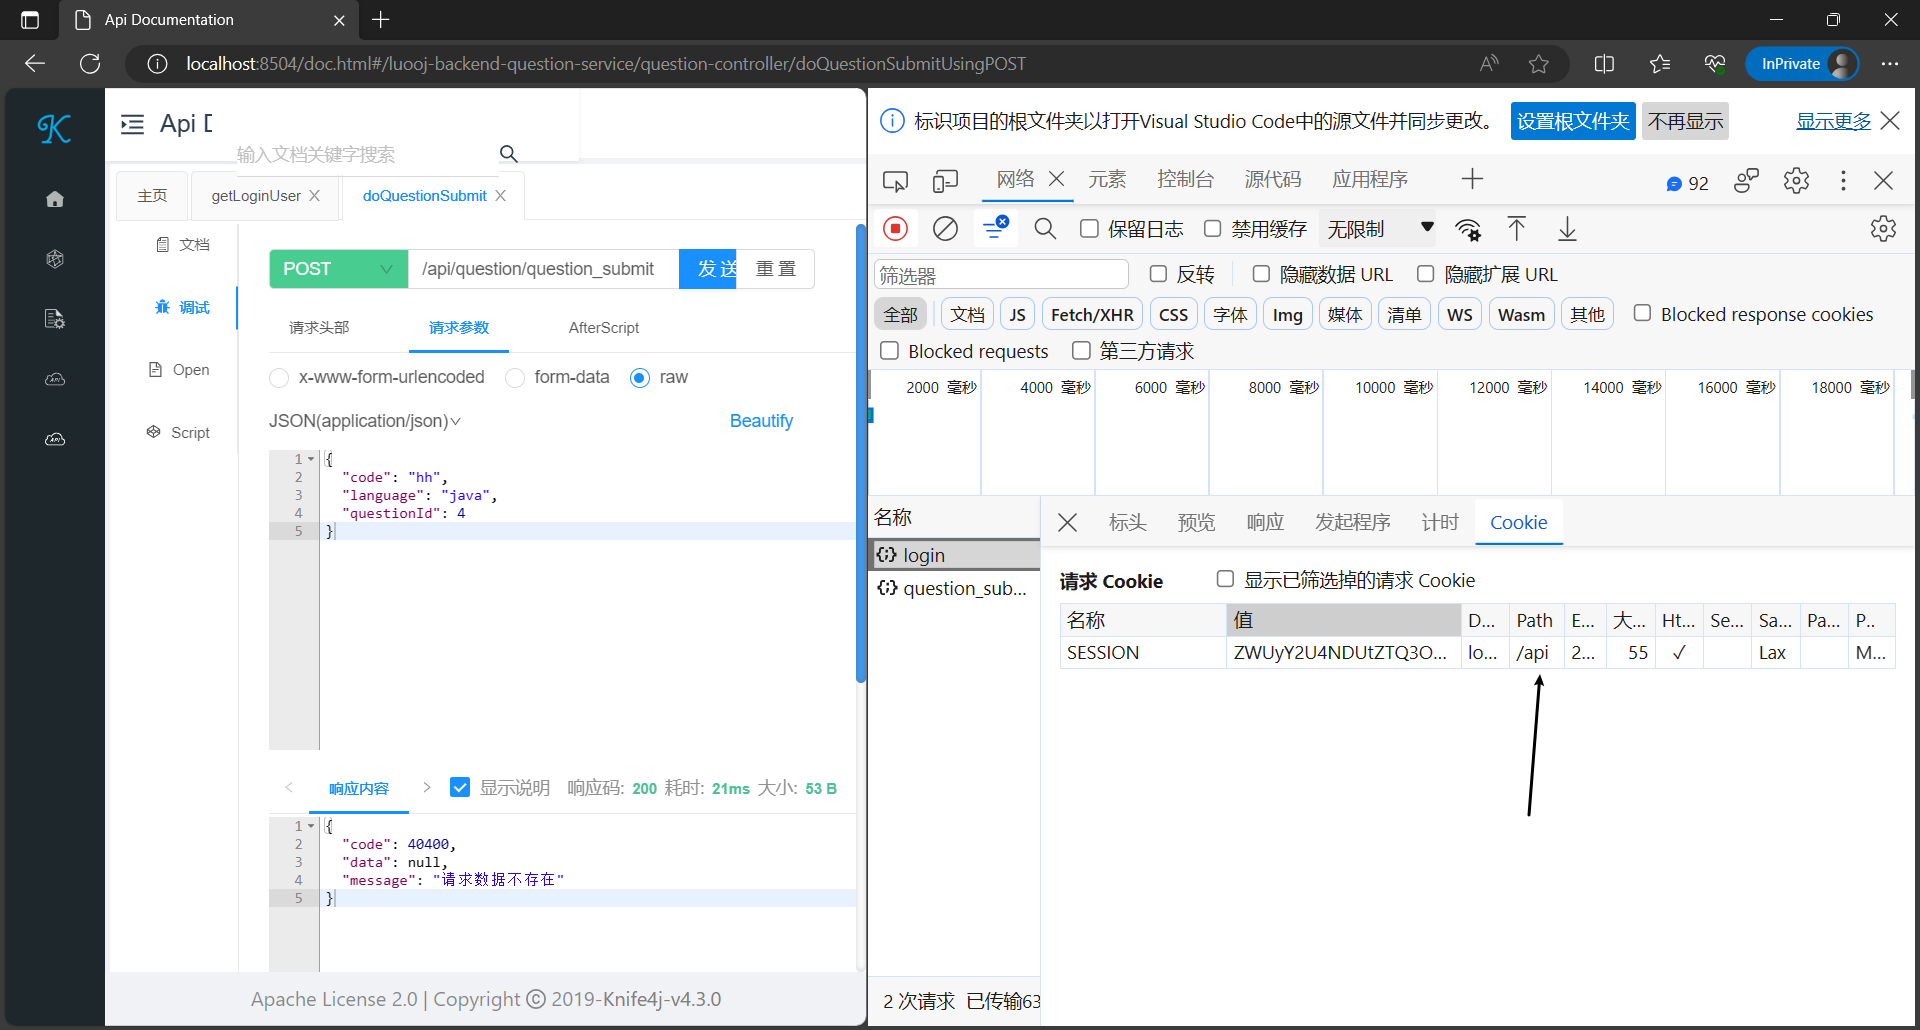 Api Documentation
localhost:8504/doc.html#/luooj-backend-question-service/question-controller/doQuestionSubmitUsingPOST
InPrivate
Api D
输入文档关键字搜索
主页
getLoginUser
doQuestionSubmit
文档
调试
Open
Script
POST
/api/question/question_submit
发 送
重 置
请求头部
请求参数
AfterScript
x-www-form-urlencoded
form-data
raw
JSON(application/json)
Beautify
1 {
2 "code": "hh",
3 "language": "java",
4 "questionId": 4
5 }
响应内容
显示说明
响应码: 200 耗时: 21ms 大小: 53 B
1 {
2 "code": 40400,
3 "data": null,
4 "message": "请求数据不存在"
5 }
Apache License 2.0 | Copyright © 2019-Knife4j-v4.3.0
标识项目的根文件夹以打开Visual Studio Code中的源文件并同步更改。
设置根文件夹
不再显示
显示更多
网络
元素
控制台
源代码
应用程序
92
保留日志
禁用缓存
无限制
筛选器
反转
隐藏数据 URL
隐藏扩展 URL
全部
文档
JS
Fetch/XHR
CSS
字体
Img
媒体
清单
WS
Wasm
其他
Blocked response cookies
Blocked requests
第三方请求
2000 毫秒
4000 毫秒
6000 毫秒
8000 毫秒
10000 毫秒
12000 毫秒
14000 毫秒
16000 毫秒
18000 毫秒
名称
login
question_sub...
2 次请求 已传输63
标头
预览
响应
发起程序
计时
Cookie
请求 Cookie
显示已筛选掉的请求 Cookie
名称 值 D... Path E... 大... Ht... Se... Sa... Pa... P..
SESSION ZWUyY2U4NDUtZTQ3O... lo... /api 2... 55 ✓ Lax M...